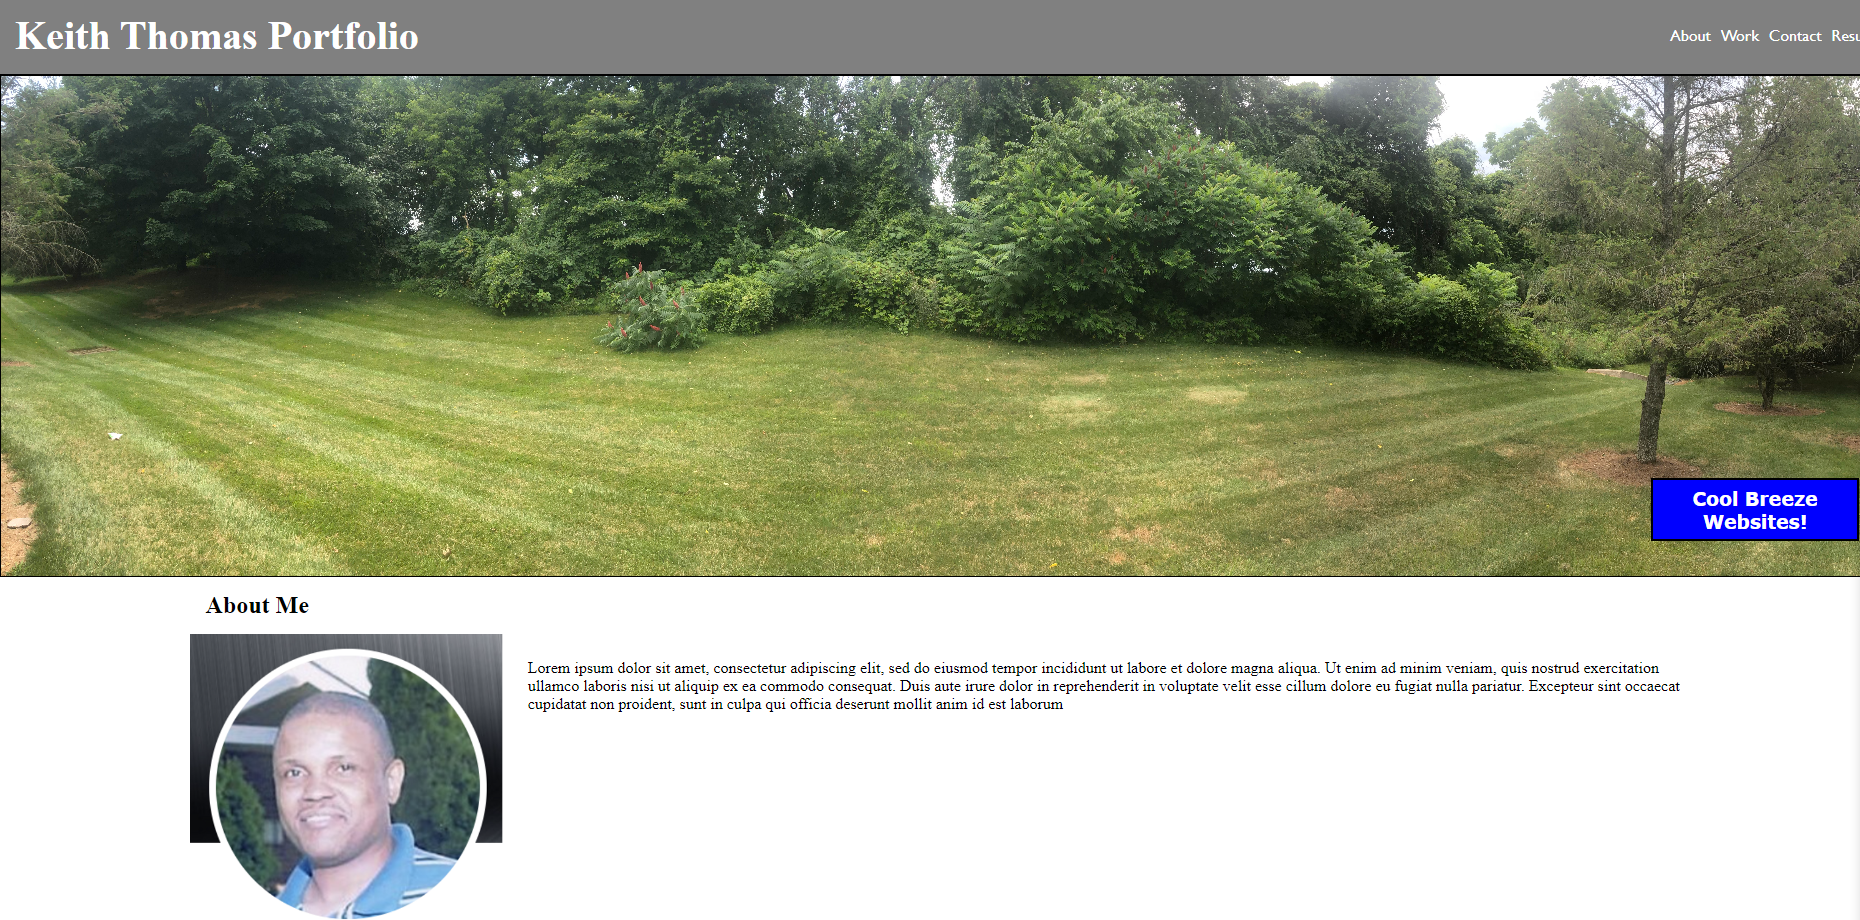 Keith Thomas Portfolio
About Work Contact Resu
Cool Breeze
Websites!
About Me
Lorem ipsum dolor sit amet, consectetur adipiscing elit, sed do eiusmod tempor incididunt ut labore et dolore magna aliqua. Ut enim ad minim veniam, quis nostrud exercitation
ullamco laboris nisi ut aliquip ex ea commodo consequat. Duis aute irure dolor in reprehenderit in voluptate velit esse cillum dolore eu fugiat nulla pariatur. Excepteur sint occaecat
cupidatat non proident, sunt in culpa qui officia deserunt mollit anim id est laborum